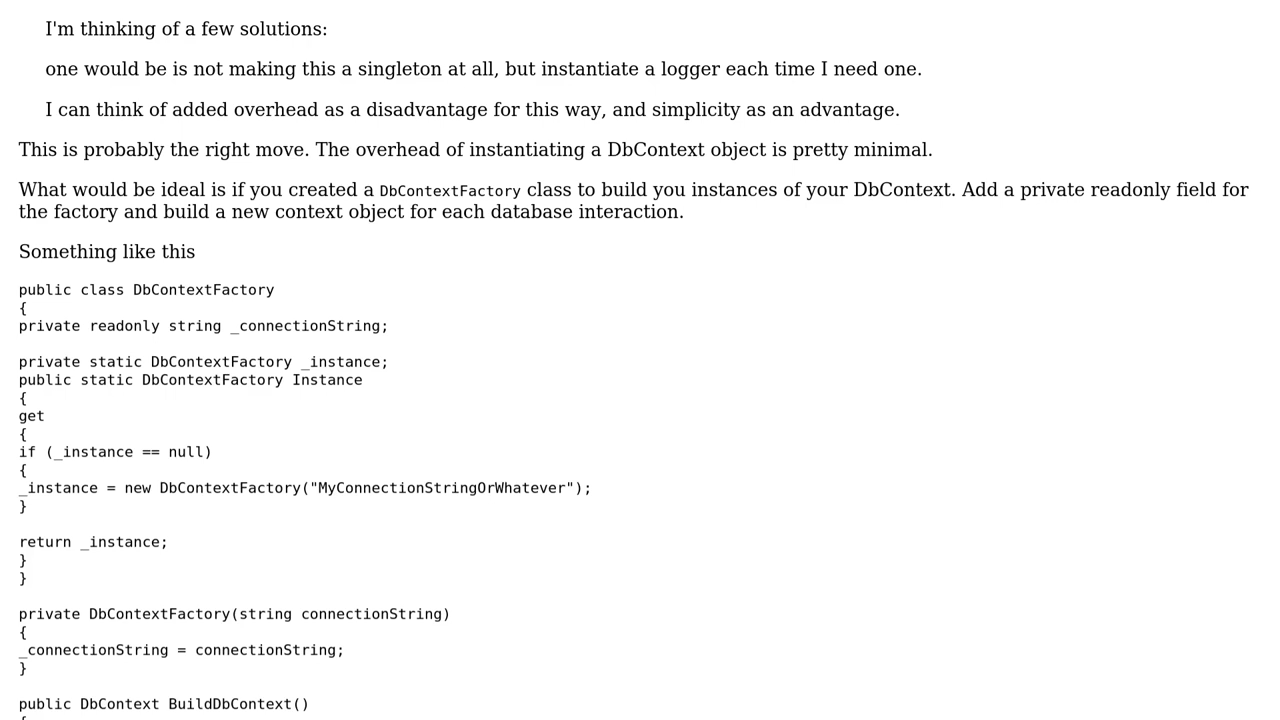 I'm thinking of a few solutions:
one would be is not making this a singleton at all, but instantiate a logger each time I need one.
I can think of added overhead as a disadvantage for this way, and simplicity as an advantage.
This is probably the right move. The overhead of instantiating a DbContext object is pretty minimal.
What would be ideal is if you created a DbContextFactory class to build you instances of your DbContext. Add a private readonly field for
the factory and build a new context object for each database interaction.
Something like this
public class DbContextFactory
{
private readonly string _connectionString;
private static DbContextFactory _instance;
public static DbContextFactory Instance
{
get
{
if (_instance == null)
{
_instance = new DbContextFactory("MyConnectionStringOrWhatever");
}
return _instance;
}
}
private DbContextFactory(string connectionString)
{
_connectionString = connectionString;
}
public DbContext BuildDbContext()
{